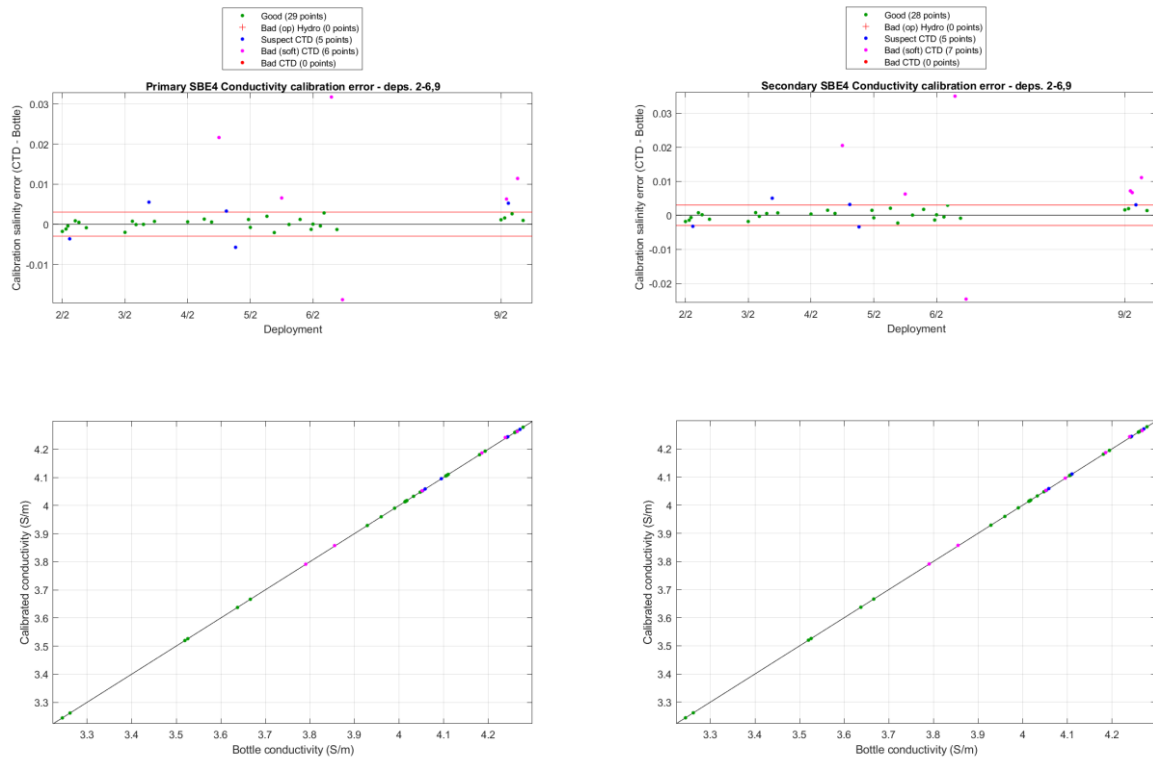 Good (29 points)
Bad (op) Hydro (0 points)
Suspect CTD (5 points)
Bad (soft) CTD (6 points)
Bad CTD (0 points)
Primary SBE4 Conductivity calibration error - deps. 2-6,9
Calibration salinity error (CTD - Bottle)
0.03
0.02
0.01
0
-0.01
2/2 3/2 4/2 5/2 6/2 9/2
Deployment
Good (28 points)
Bad (op) Hydro (0 points)
Suspect CTD (5 points)
Bad (soft) CTD (7 points)
Bad CTD (0 points)
Secondary SBE4 Conductivity calibration error - deps. 2-6,9
Calibration salinity error (CTD - Bottle)
0.03
0.02
0.01
0
-0.01
-0.02
2/2 3/2 4/2 5/2 6/2 9/2
Deployment
Calibrated conductivity (S/m)
4.2
4.1
4
3.9
3.8
3.7
3.6
3.5
3.4
3.3
3.3 3.4 3.5 3.6 3.7 3.8 3.9 4 4.1 4.2
Bottle conductivity (S/m)
Calibrated conductivity (S/m)
4.2
4.1
4
3.9
3.8
3.7
3.6
3.5
3.4
3.3
3.3 3.4 3.5 3.6 3.7 3.8 3.9 4 4.1 4.2
Bottle conductivity (S/m)